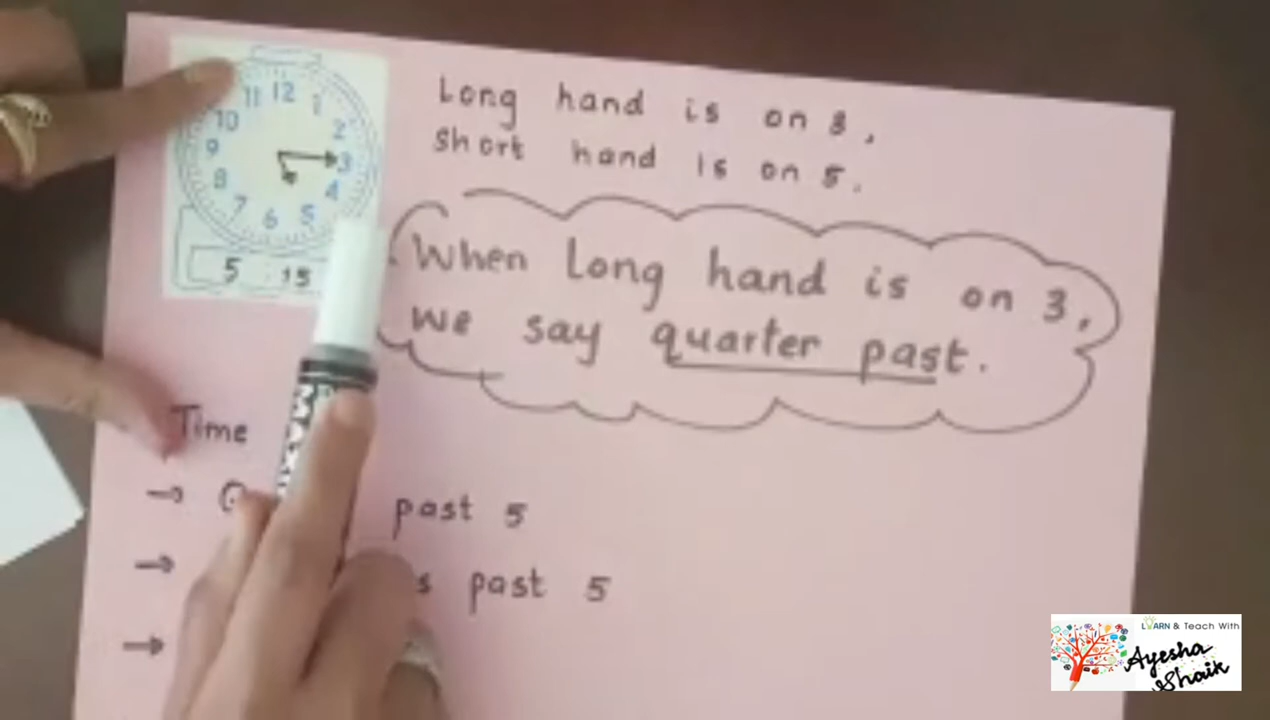 Long hand is on 3,
Short hand is on 5.
When Long hand is on 3,
we say quarter past.
12
1
2
3
4
5
6
7
8
9
10
11
5 : 15
Time
→ past 5
→ past 5
→
LEARN & Teach With
Ayesha
Shaik